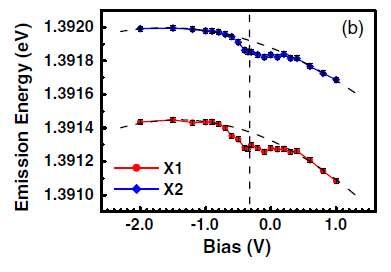 (b)
Emission Energy (eV)
1.3920
1.3918
1.3916
1.3914
1.3912
1.3910
X1
X2
-2.0 -1.0 0.0 1.0
Bias (V)